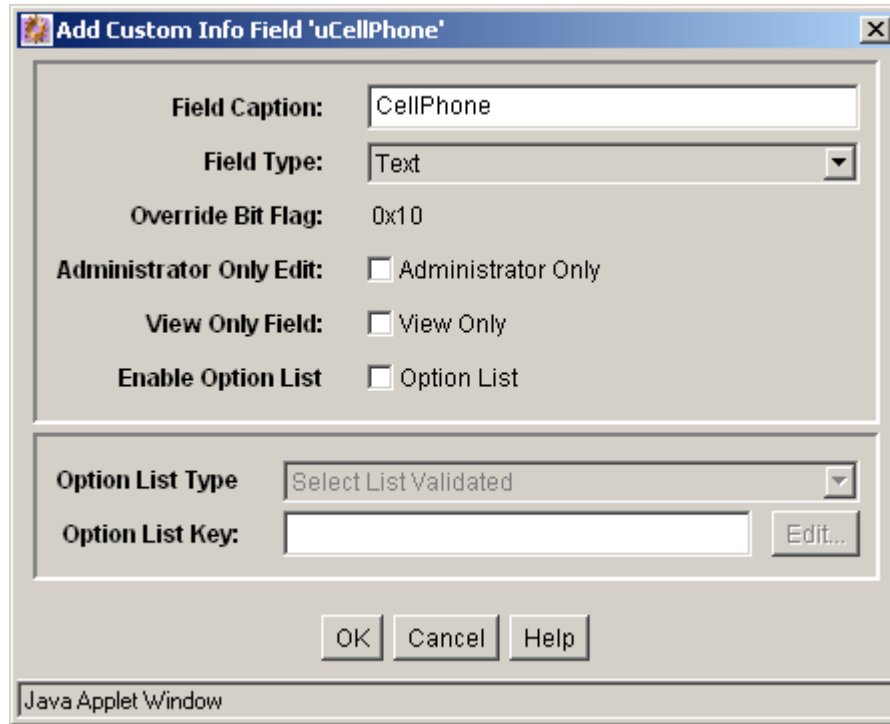 Add Custom Info Field 'uCellPhone'
Field Caption: CellPhone
Field Type: Text
Override Bit Flag: 0x10
Administrator Only Edit: Administrator Only
View Only Field: View Only
Enable Option List Option List
Option List Type Select List Validated
Option List Key: Edit...
OK Cancel Help
Java Applet Window